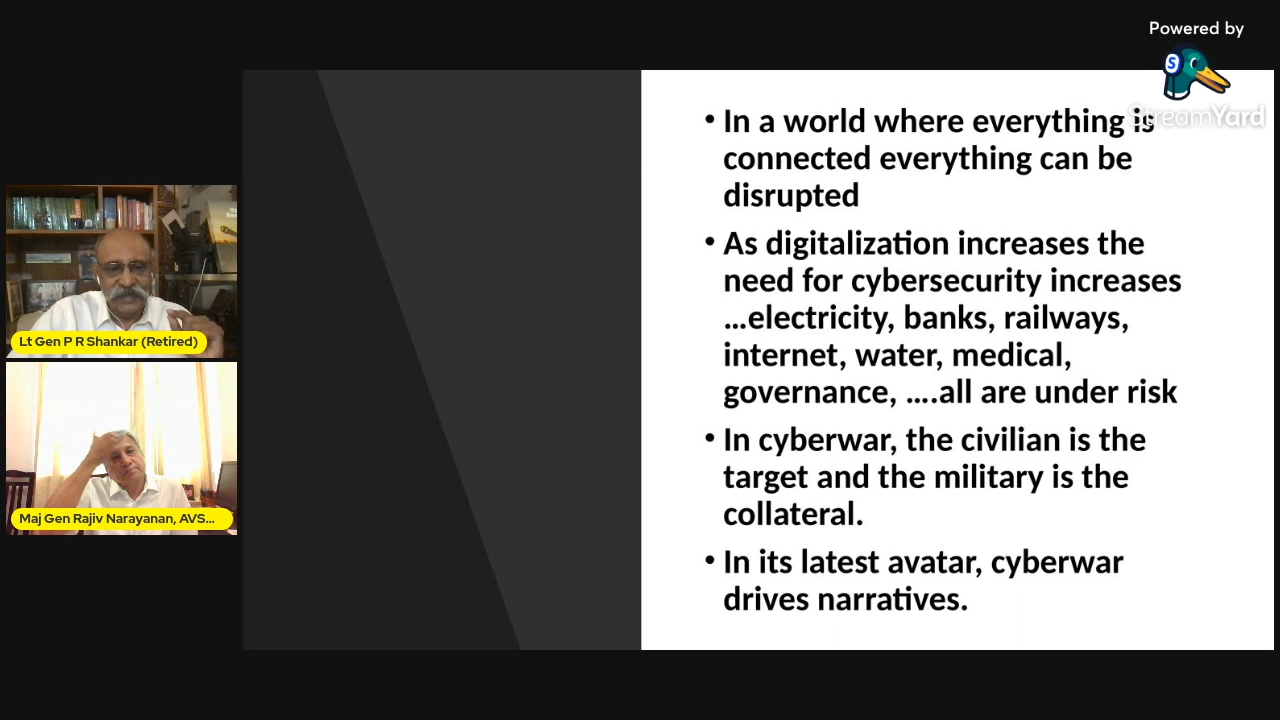 Powered by
StreamYard
• In a world where everything is
connected everything can be
disrupted
• As digitalization increases the
need for cybersecurity increases
...electricity, banks, railways,
internet, water, medical,
governance, ....all are under risk
• In cyberwar, the civilian is the
target and the military is the
collateral.
• In its latest avatar, cyberwar
drives narratives.
Lt Gen P R Shankar (Retired)
Maj Gen Rajiv Narayanan, AVS...